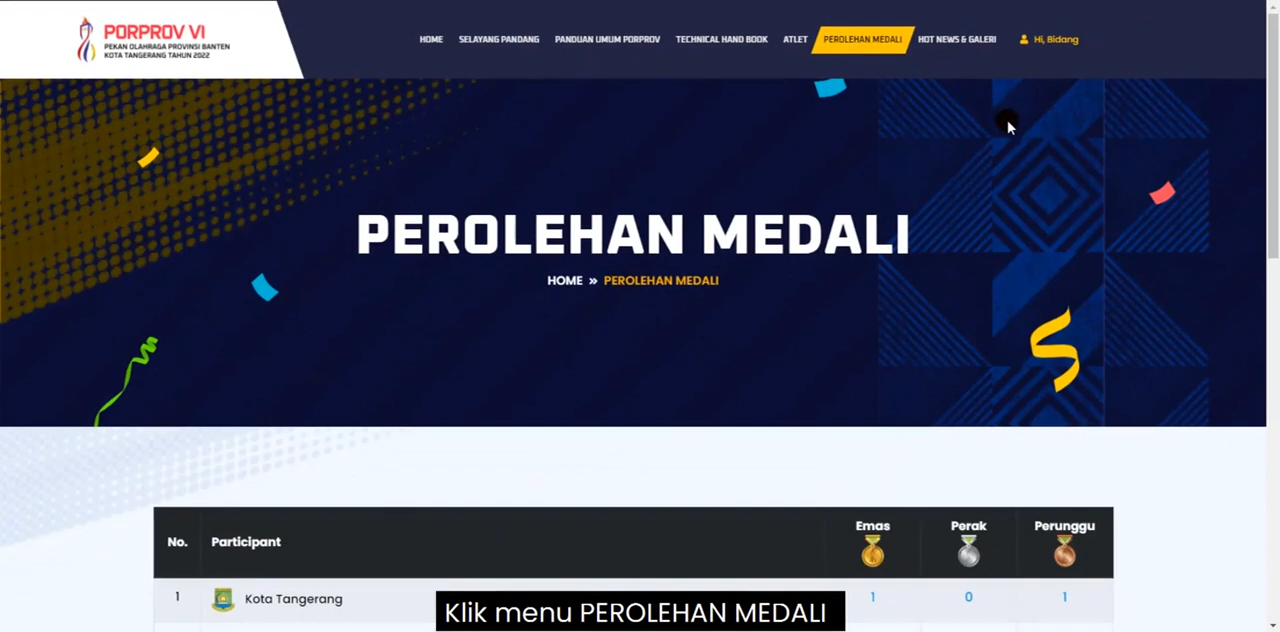 PORPROV VI
PEKAN OLAHRAGA PROVINSI BANTEN
KOTA TANGERANG TAHUN 2022
HOME SELAYANG PANDANG PANDUAN UMUM PORPROV TECHNICAL HAND BOOK ATLET PEROLEHAN MEDALI HOT NEWS & GALERI Hi, Bidang
PEROLEHAN MEDALI
HOME » PEROLEHAN MEDALI
No. Participant Emas Perak Perunggu
1 Kota Tangerang 1 0 1
Klik menu PEROLEHAN MEDALI